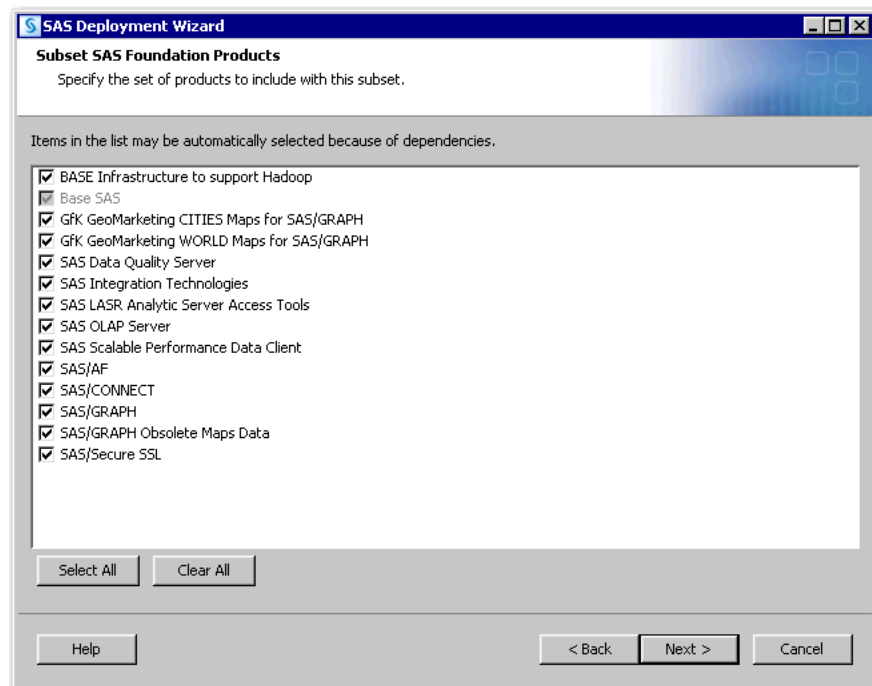 SAS Deployment Wizard
Subset SAS Foundation Products
Specify the set of products to include with this subset.
Items in the list may be automatically selected because of dependencies.
BASE Infrastructure to support Hadoop
Base SAS
GfK GeoMarketing CITIES Maps for SAS/GRAPH
GfK GeoMarketing WORLD Maps for SAS/GRAPH
SAS Data Quality Server
SAS Integration Technologies
SAS LASR Analytic Server Access Tools
SAS OLAP Server
SAS Scalable Performance Data Client
SAS/AF
SAS/CONNECT
SAS/GRAPH
SAS/GRAPH Obsolete Maps Data
SAS/Secure SSL
Select All Clear All
Help < Back Next > Cancel